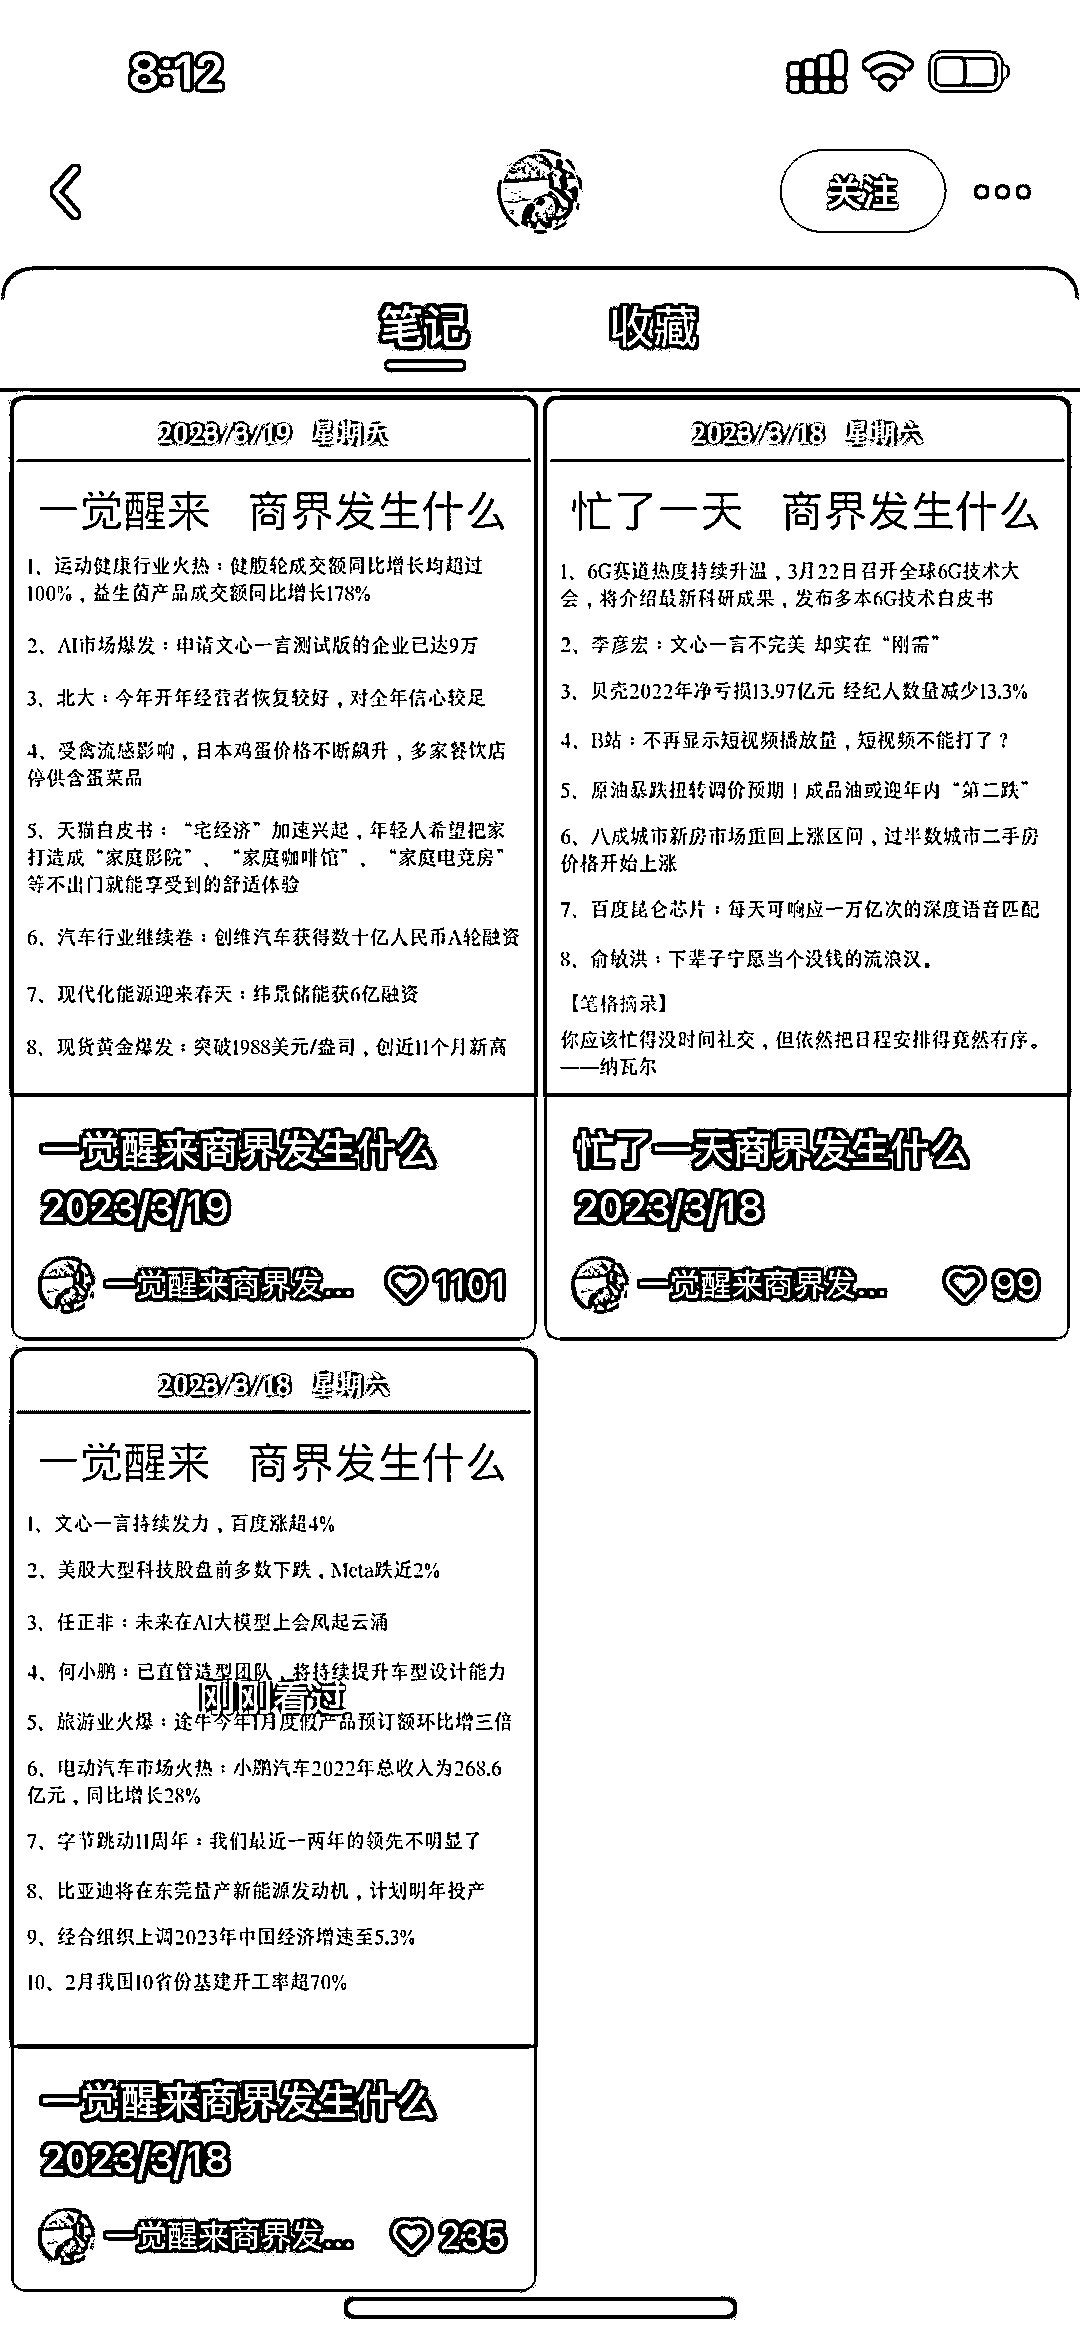 8:12
关注
笔记 收藏
2023/3/19 星期天
一觉醒来 商界发生什么
1、运动健康行业火热：健腹轮成交额同比增长均超过
100%，益生菌产品成交额同比增长178%
2、AI市场爆发：申请文心一言测试版的企业已达9万
3、北大：今年开年经营者恢复较好，对全年信心较足
4、受禽流感影响，日本鸡蛋价格不断飙升，多家餐饮店
停供含蛋菜品
5、天猫白皮书：“宅经济”加速兴起，年轻人希望把家
打造成“家庭影院”、“家庭咖啡馆”、“家庭电竞房”
等不出门就能享受到的舒适体验
6、汽车行业继续卷：创维汽车获得数十亿人民币A轮融资
7、现代化能源迎来春天：纬景储能获6亿融资
8、现货黄金爆发：突破1988美元/盎司，创近11个月新高
一觉醒来商界发生什么
2023/3/19
一觉醒来商界发... 1101
2023/3/18 星期六
忙了一天 商界发生什么
1、6G赛道热度持续升温，3月22日召开全球6G技术大
会，将介绍最新科研成果，发布多本6G技术白皮书
2、李彦宏：文心一言不完美 却实在“刚需”
3、贝壳2022年净亏损13.97亿元 经纪人数量减少13.3%
4、B站：不再显示短视频播放量，短视频不能打了？
5、原油暴跌扭转调价预期！成品油或迎年内“第二跌”
6、八成城市新房市场重回上涨区间，过半数城市二手房
价格开始上涨
7、百度昆仑芯片：每天可响应一万亿次的深度语音匹配
8、俞敏洪：下辈子宁愿当个没钱的流浪汉。
【笔格摘录】
你应该忙得没时间社交，但依然把日程安排得竟然有序。
——纳瓦尔
忙了一天商界发生什么
2023/3/18
一觉醒来商界发... 99
2023/3/18 星期六
一觉醒来 商界发生什么
1、文心一言持续发力，百度涨超4%
2、美股大型科技股盘前多数下跌，Meta跌近2%
3、任正非：未来在AI大模型上会风起云涌
4、何小鹏：已直管造型团队，将持续提升车型设计能力
刚刚看过
5、旅游业火爆：途牛今年1月度假产品预订额环比增三倍
6、电动汽车市场火热：小鹏汽车2022年总收入为268.6
亿元，同比增长28%
7、字节跳动11周年：我们最近一两年的领先不明显了
8、比亚迪将在东莞量产新能源发动机，计划明年投产
9、经合组织上调2023年中国经济增速至5.3%
10、2月我国10省份基建开工率超70%
一觉醒来商界发生什么
2023/3/18
一觉醒来商界发... 235